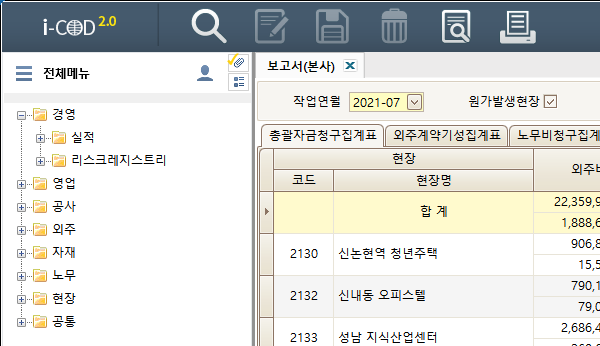 i-COD 2.0
전체메뉴
경영
실적
리스크레지스트리
영업
공사
외주
자재
노무
현장
공통
보고서(본사)
작업연월 2021-07 원가발생현장
총괄자금청구집계표 외주계약기성집계표 노무비청구집계
현장
코드 현장명 외주비
합 계 22,359,9
1,888,6
2130 신논현역 청년주택 906,8
15,5
2132 신내동 오피스텔 790,1
79,0
2133 성남 지식산업센터 2,686,4